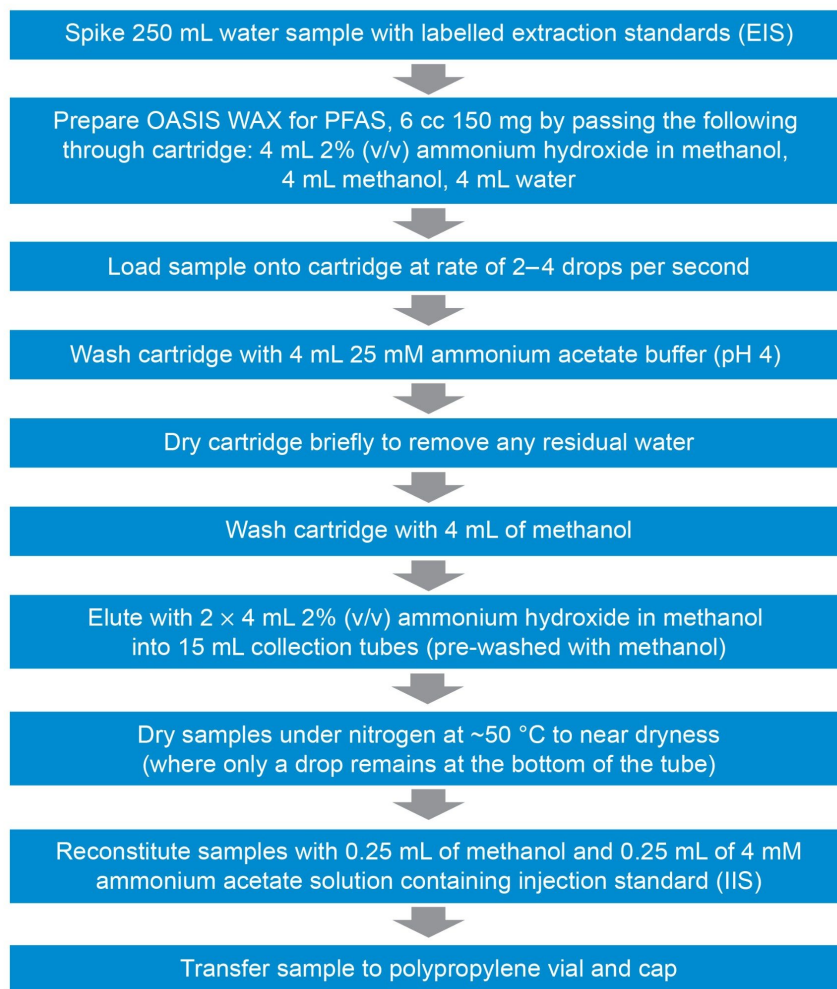 Spike 250 mL water sample with labelled extraction standards (EIS)
Prepare OASIS WAX for PFAS, 6 cc 150 mg by passing the following
through cartridge: 4 mL 2% (v/v) ammonium hydroxide in methanol,
4 mL methanol, 4 mL water
Load sample onto cartridge at rate of 2–4 drops per second
Wash cartridge with 4 mL 25 mM ammonium acetate buffer (pH 4)
Dry cartridge briefly to remove any residual water
Wash cartridge with 4 mL of methanol
Elute with 2 × 4 mL 2% (v/v) ammonium hydroxide in methanol
into 15 mL collection tubes (pre-washed with methanol)
Dry samples under nitrogen at ~50 °C to near dryness
(where only a drop remains at the bottom of the tube)
Reconstitute samples with 0.25 mL of methanol and 0.25 mL of 4 mM
ammonium acetate solution containing injection standard (IIS)
Transfer sample to polypropylene vial and cap